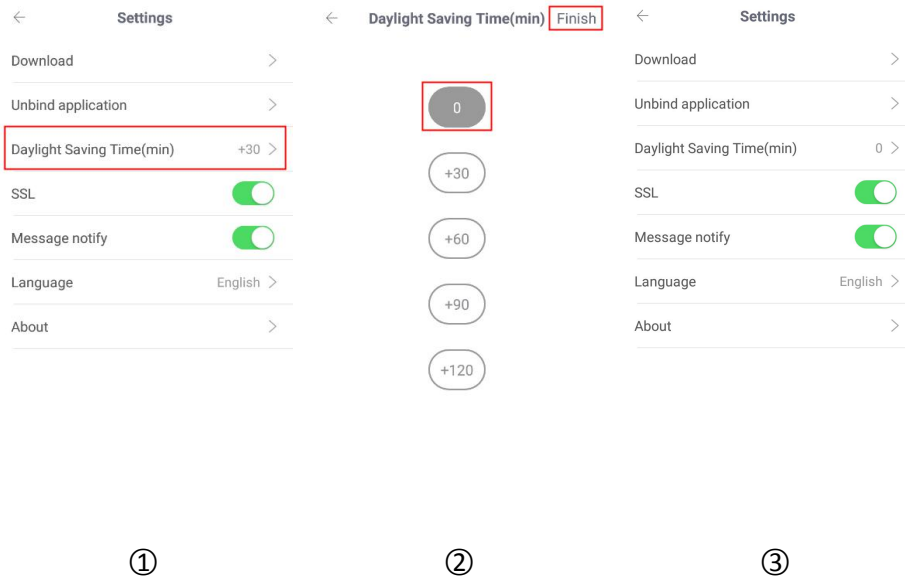 Settings
Download
Unbind application
Daylight Saving Time(min) +30
SSL
Message notify
Language English
About
①
Daylight Saving Time(min) Finish
0
+30
+60
+90
+120
②
Settings
Download
Unbind application
Daylight Saving Time(min) 0
SSL
Message notify
Language English
About
③